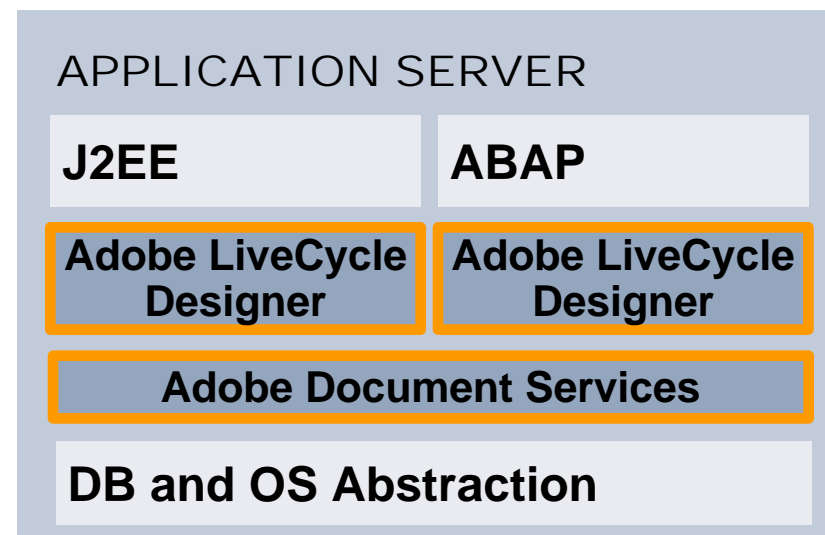 APPLICATION SERVER
J2EE
ABAP
Adobe LiveCycle
Designer
Adobe LiveCycle
Designer
Adobe Document Services
DB and OS Abstraction